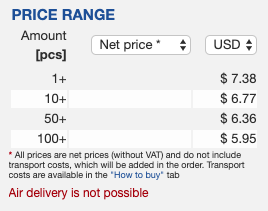 PRICE RANGE
Amount [pcs] Net price * USD
1+ $ 7.38
10+ $ 6.77
50+ $ 6.36
100+ $ 5.95
* All prices are net prices (without VAT) and do not include
transport costs, which will be added in the order. Transport
costs are available in the "How to buy" tab
Air delivery is not possible